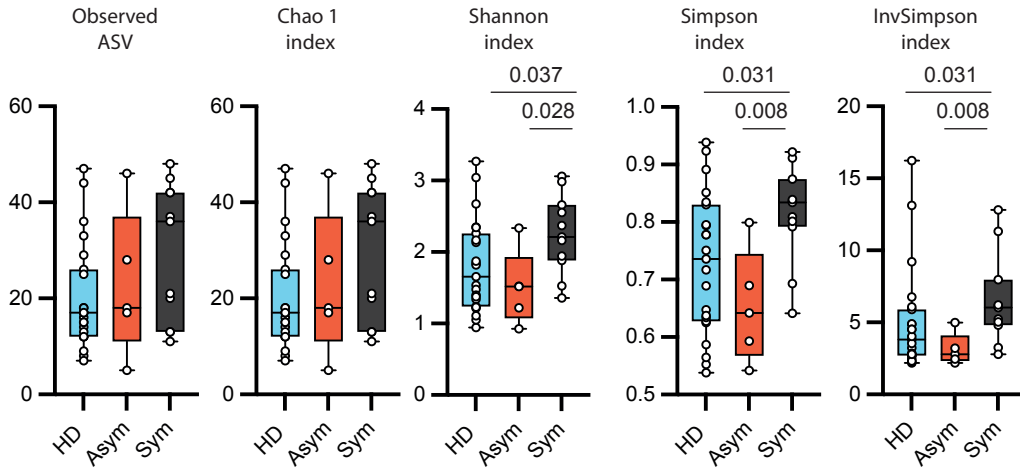 Observed
ASV
Chao 1
index
Shannon
index
Simpson
index
InvSimpson
index
0.037
0.028
0.031
0.008
0.031
0.008
60
40
20
0
HD
Asym
Sym
60
40
20
0
HD
Asym
Sym
4
3
2
1
0
HD
Asym
Sym
1.0
0.9
0.8
0.7
0.6
0.5
HD
Asym
Sym
20
15
10
5
0
HD
Asym
Sym